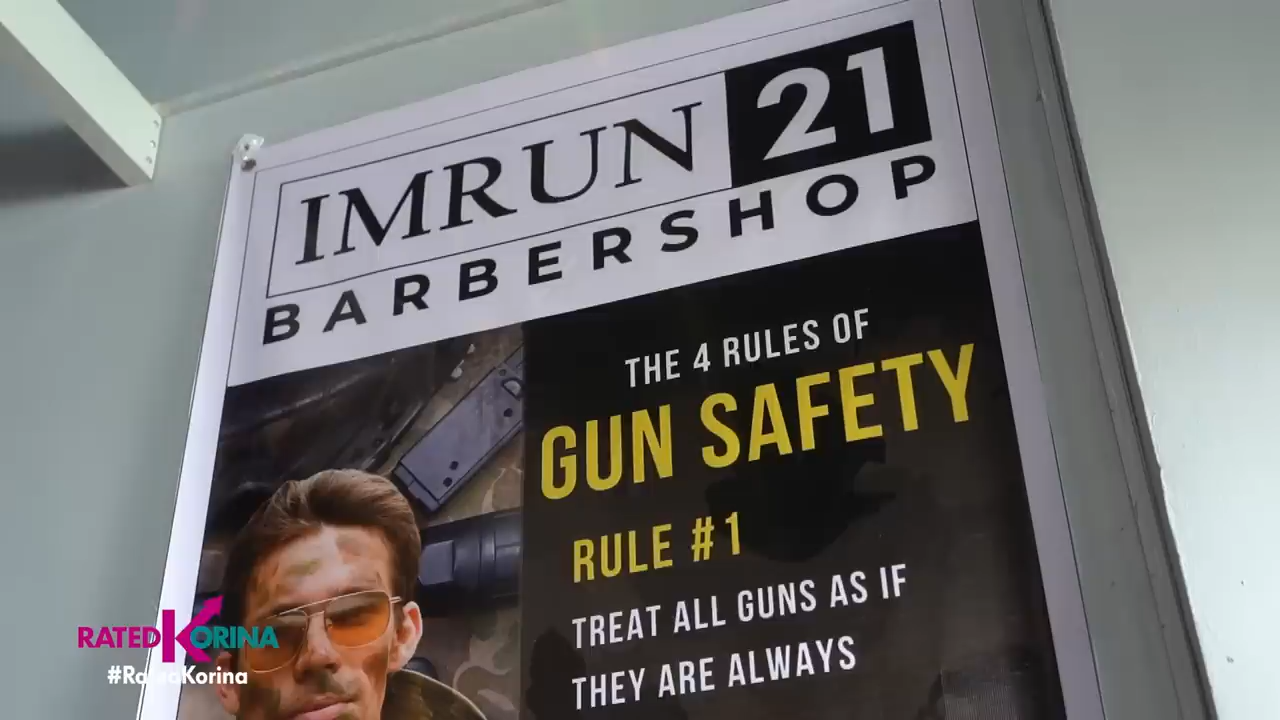 IMRUN 21
BARBERSHOP
THE 4 RULES OF
GUN SAFETY
RULE #1
TREAT ALL GUNS AS IF
THEY ARE ALWAYS
RATED KORINA
#RatedKorina